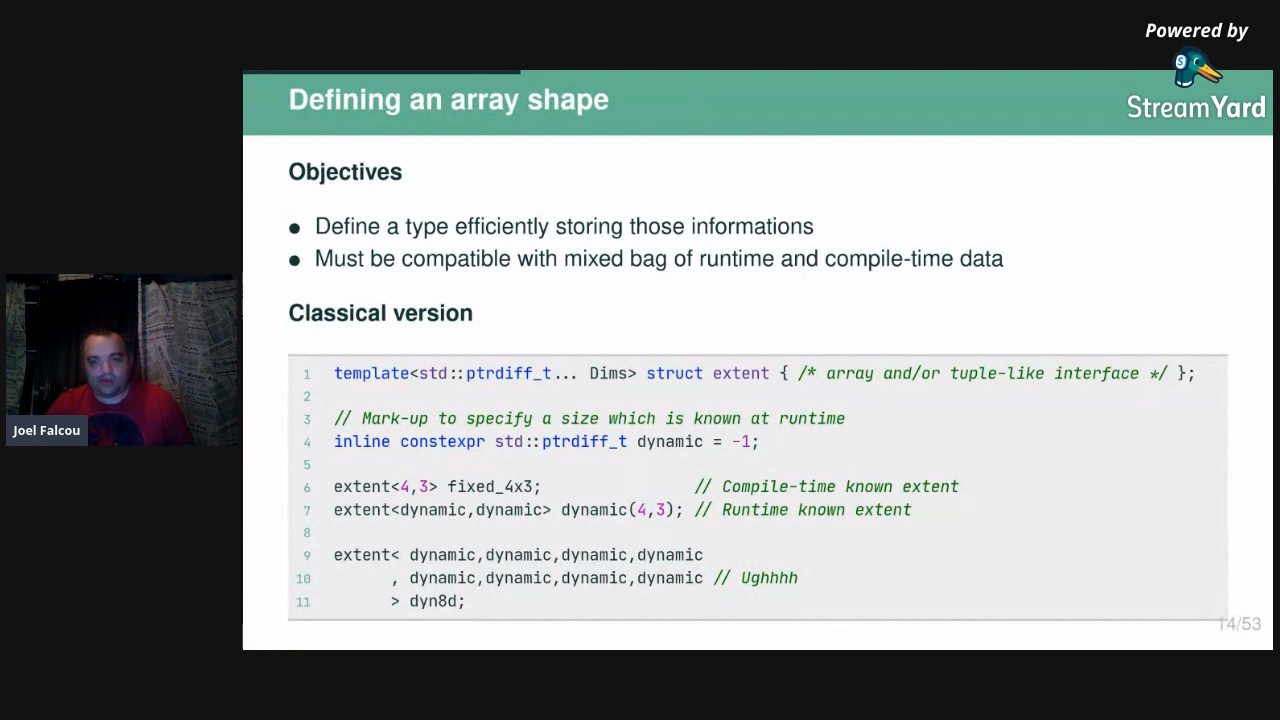 Powered by
StreamYard
Defining an array shape
Objectives
● Define a type efficiently storing those informations
● Must be compatible with mixed bag of runtime and compile-time data
Classical version
1 template<std::ptrdiff_t... Dims> struct extent { /* array and/or tuple-like interface */ };
2
3 // Mark-up to specify a size which is known at runtime
4 inline constexpr std::ptrdiff_t dynamic = -1;
5
6 extent<4,3> fixed_4x3; // Compile-time known extent
7 extent<dynamic,dynamic> dynamic(4,3); // Runtime known extent
8
9 extent< dynamic,dynamic,dynamic,dynamic
10 , dynamic,dynamic,dynamic,dynamic // Ughhhh
11 > dyn8d;
14/53
Joel Falcou